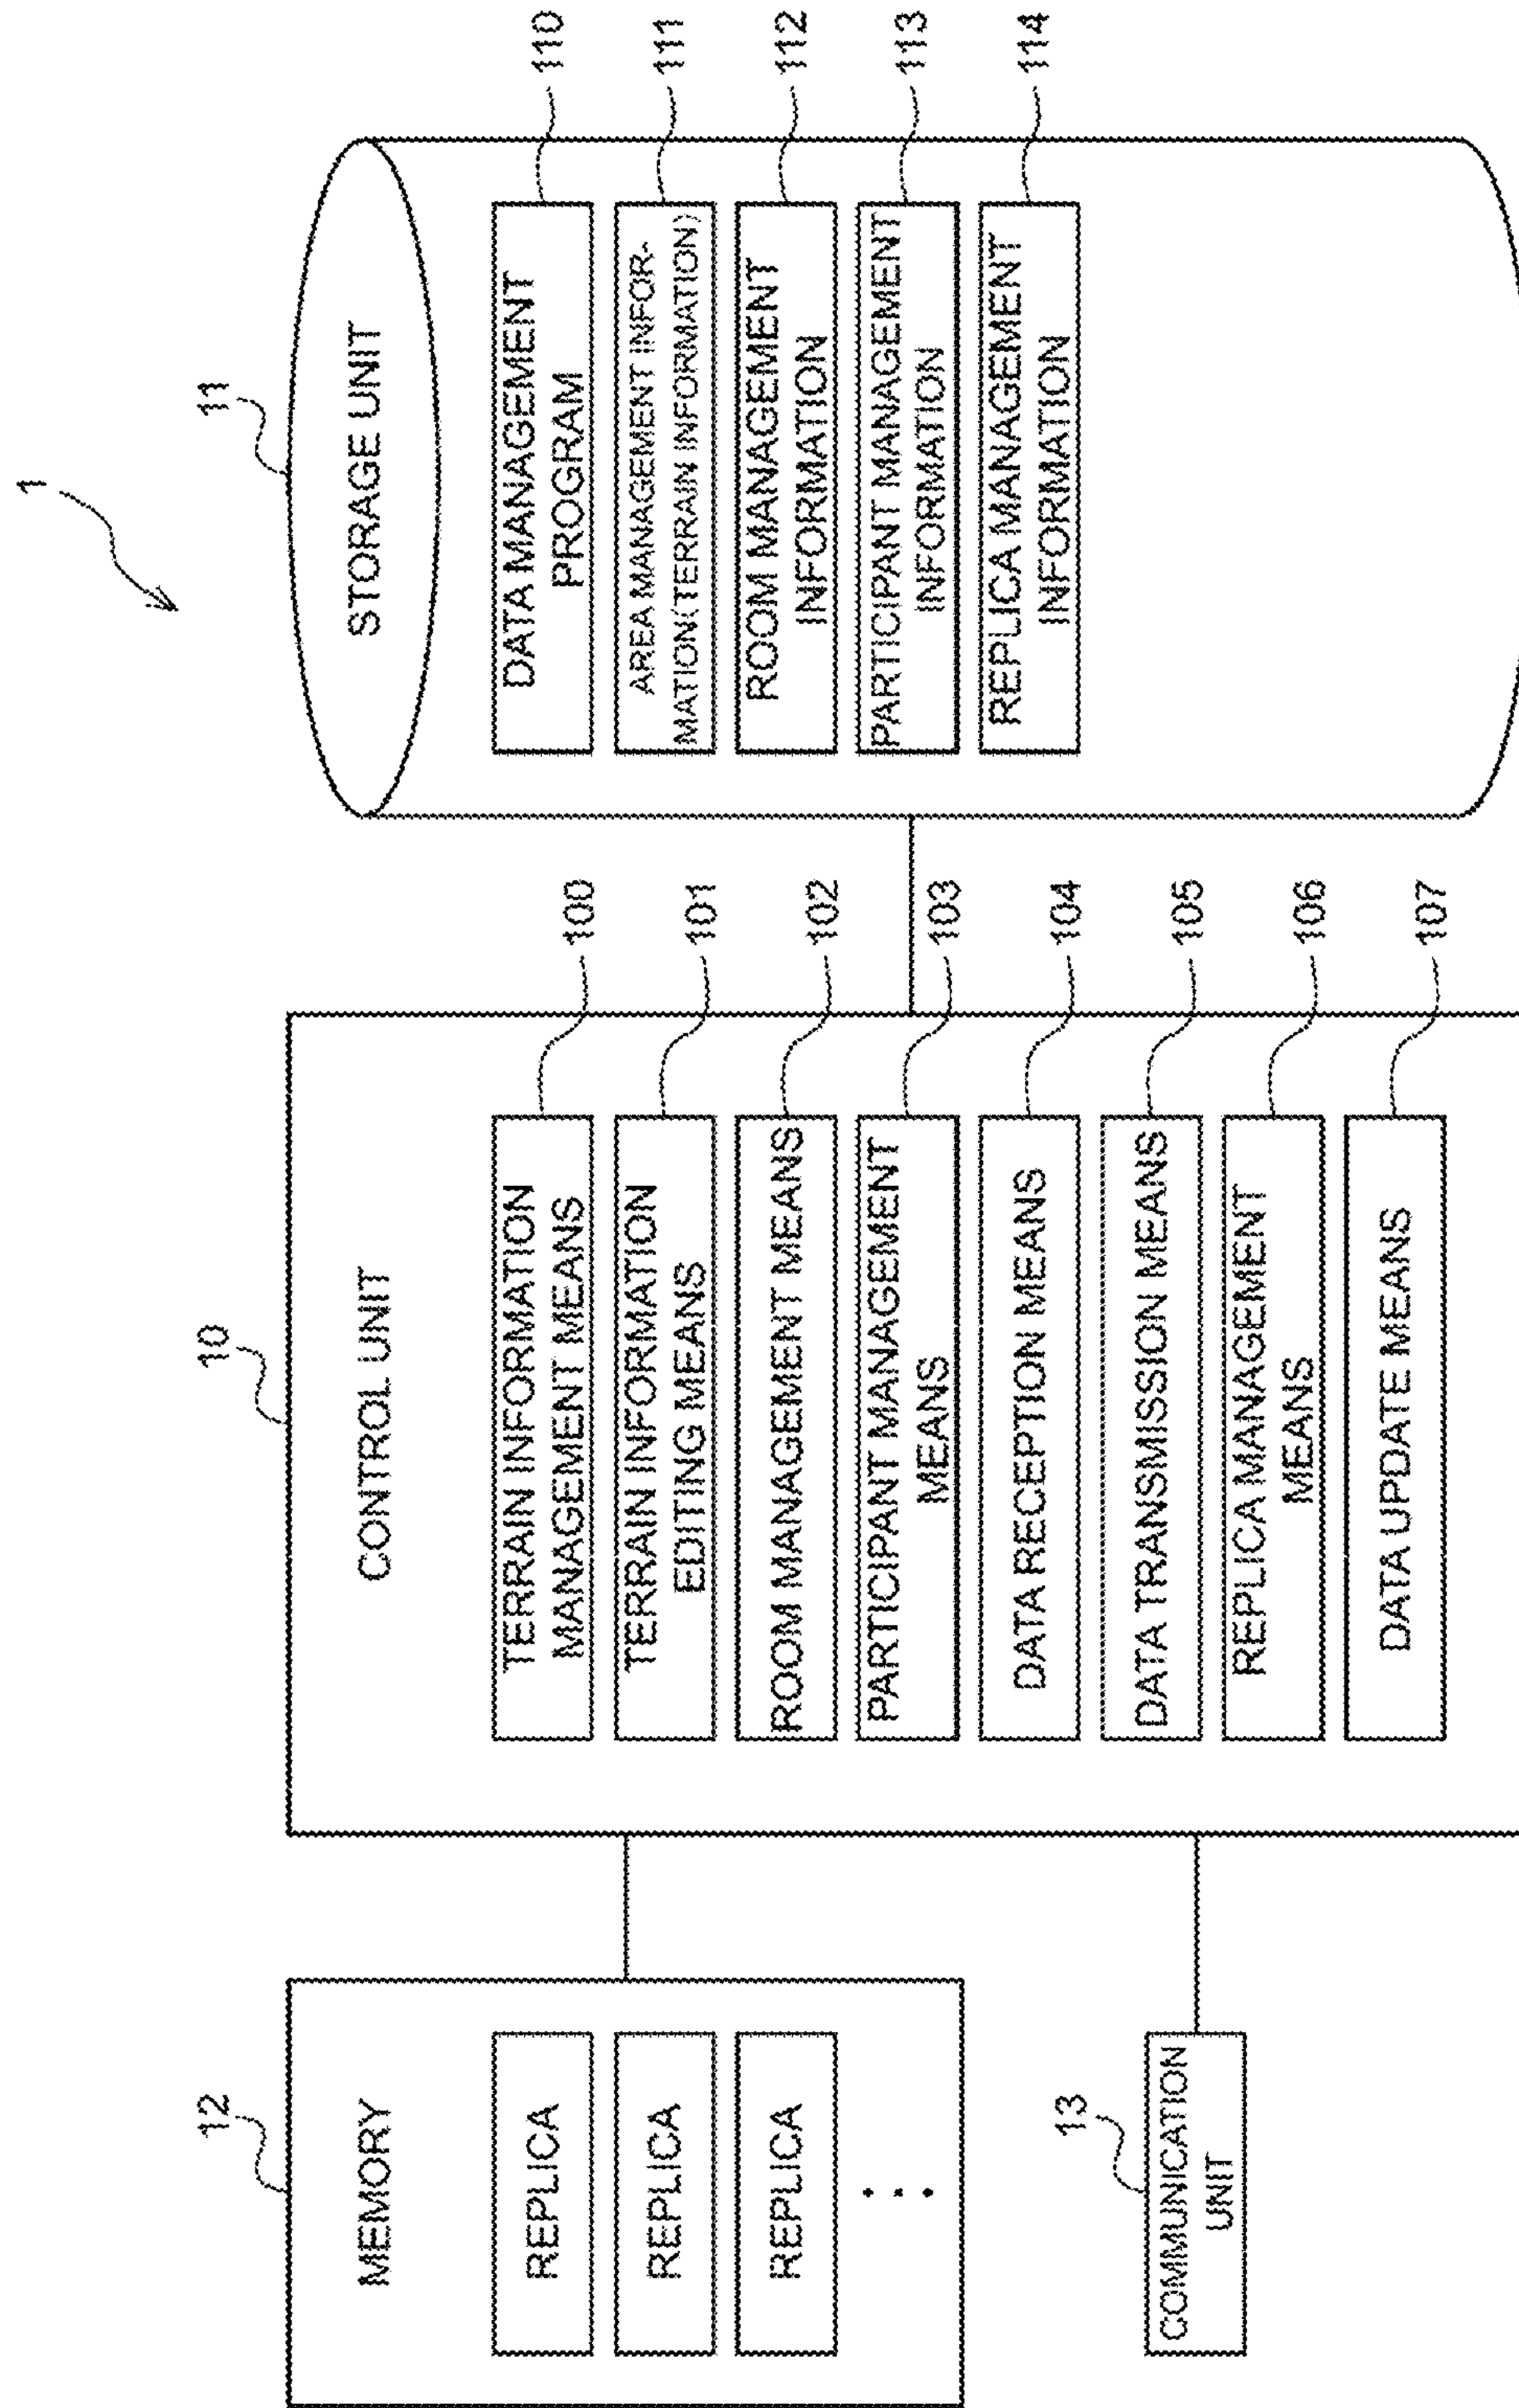 1
12
MEMORY
REPLICA
REPLICA
REPLICA
13
COMMUNICATION
UNIT
10
CONTROL UNIT
TERRAIN INFORMATION
MANAGEMENT MEANS
100
TERRAIN INFORMATION
EDITING MEANS
101
ROOM MANAGEMENT MEANS
102
PARTICIPANT MANAGEMENT
MEANS
103
DATA RECEPTION MEANS
104
DATA TRANSMISSION MEANS
105
REPLICA MANAGEMENT
MEANS
106
DATA UPDATE MEANS
107
11
STORAGE UNIT
DATA MANAGEMENT
PROGRAM
110
AREA MANAGEMENT INFOR-
MATION(TERRAIN INFORMATION)
111
ROOM MANAGEMENT
INFORMATION
112
PARTICIPANT MANAGEMENT
INFORMATION
113
REPLICA MANAGEMENT
INFORMATION
114